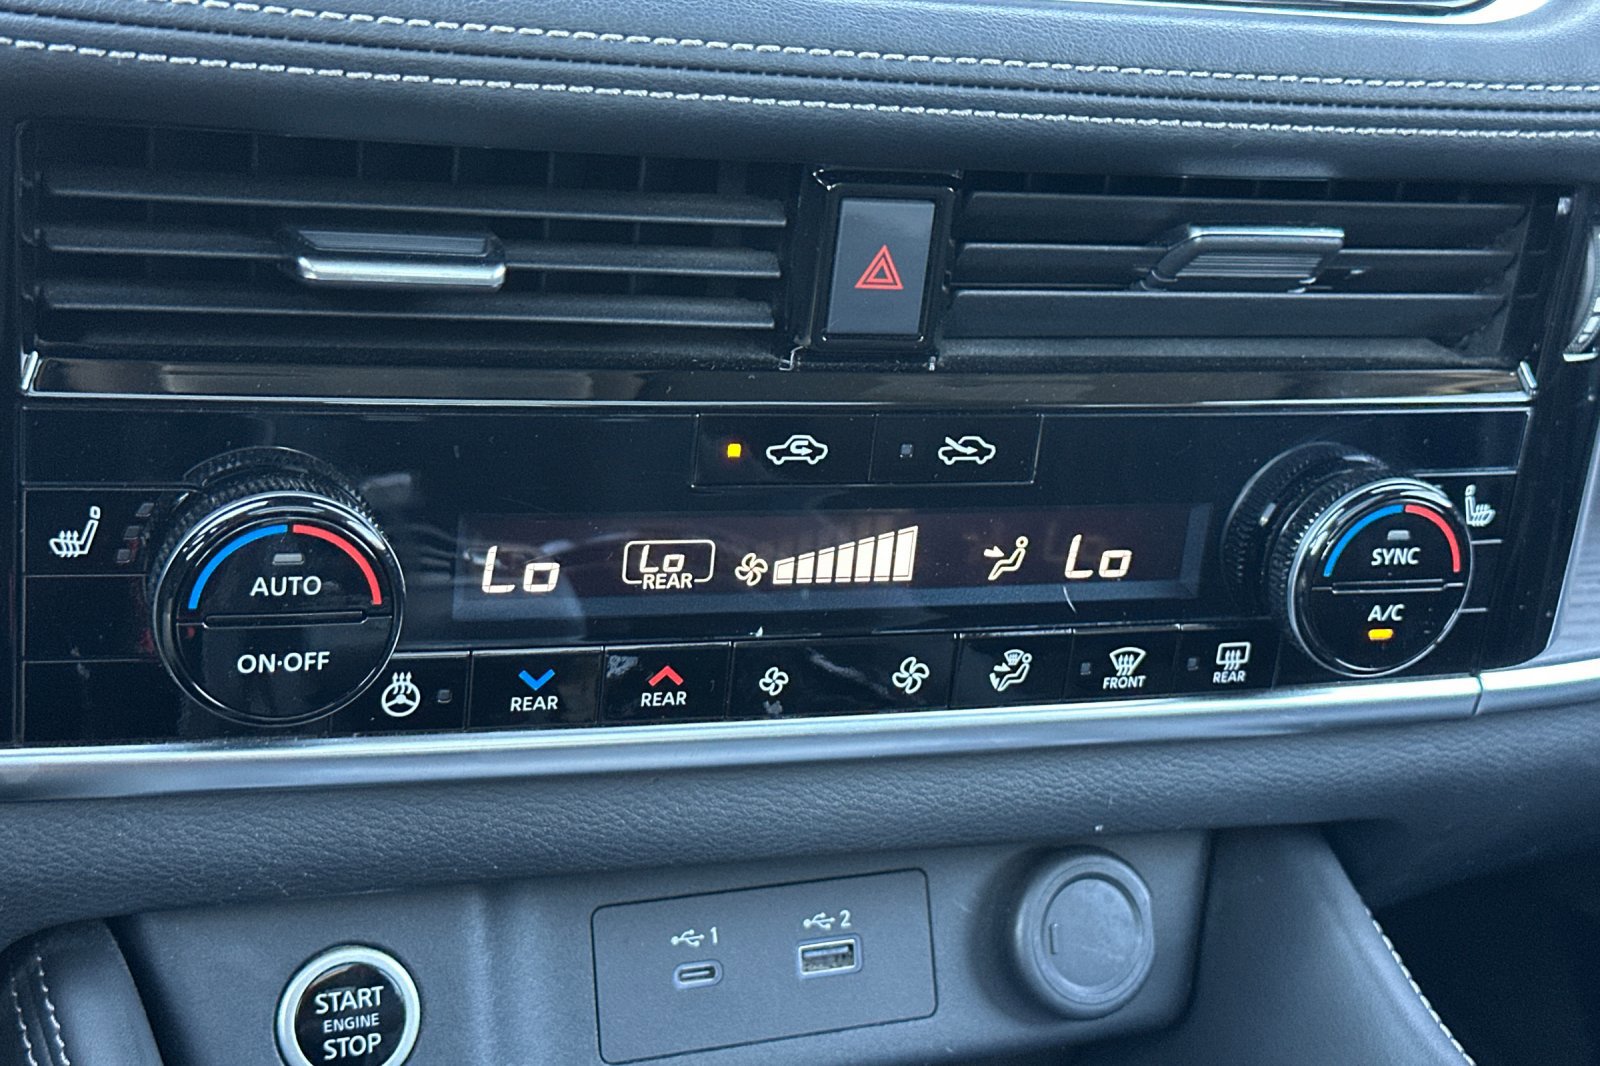 Lo
Lo
REAR
Lo
AUTO
ON·OFF
SYNC
A/C
REAR
REAR
FRONT
REAR
1
2
START
ENGINE
STOP